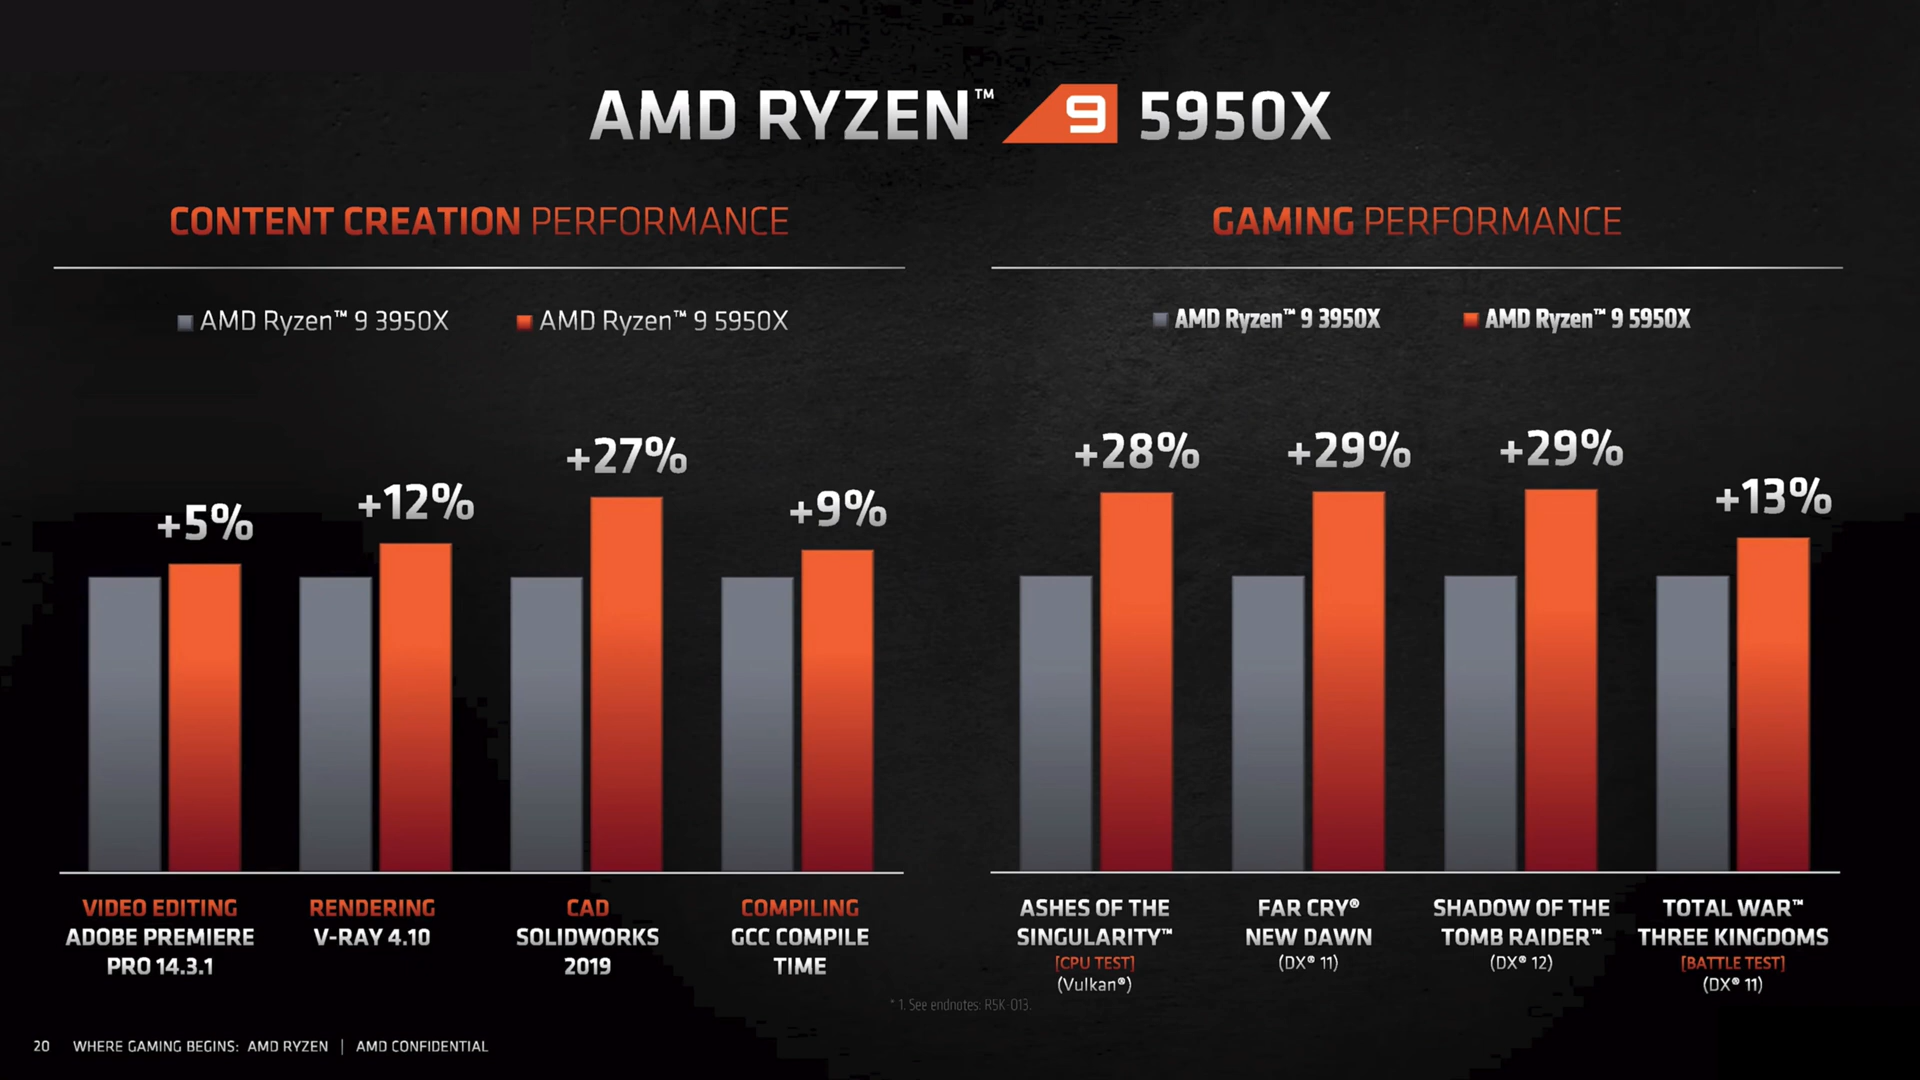 AMD RYZEN™ 9 5950X
CONTENT CREATION PERFORMANCE
AMD Ryzen™ 9 3950X
AMD Ryzen™ 9 5950X
+5%
+12%
+27%
+9%
VIDEO EDITING
ADOBE PREMIERE
PRO 14.3.1
RENDERING
V-RAY 4.10
CAD
SOLIDWORKS
2019
COMPILING
GCC COMPILE
TIME
GAMING PERFORMANCE
AMD Ryzen™ 9 3950X
AMD Ryzen™ 9 5950X
+28%
+29%
+29%
+13%
ASHES OF THE
SINGULARITY™
[CPU TEST]
(Vulkan®)
FAR CRY®
NEW DAWN
(DX® 11)
SHADOW OF THE
TOMB RAIDER™
(DX® 12)
TOTAL WAR™
THREE KINGDOMS
[BATTLE TEST]
(DX® 11)
* 1. See endnotes: R5K-013.
20 WHERE GAMING BEGINS: AMD RYZEN | AMD CONFIDENTIAL